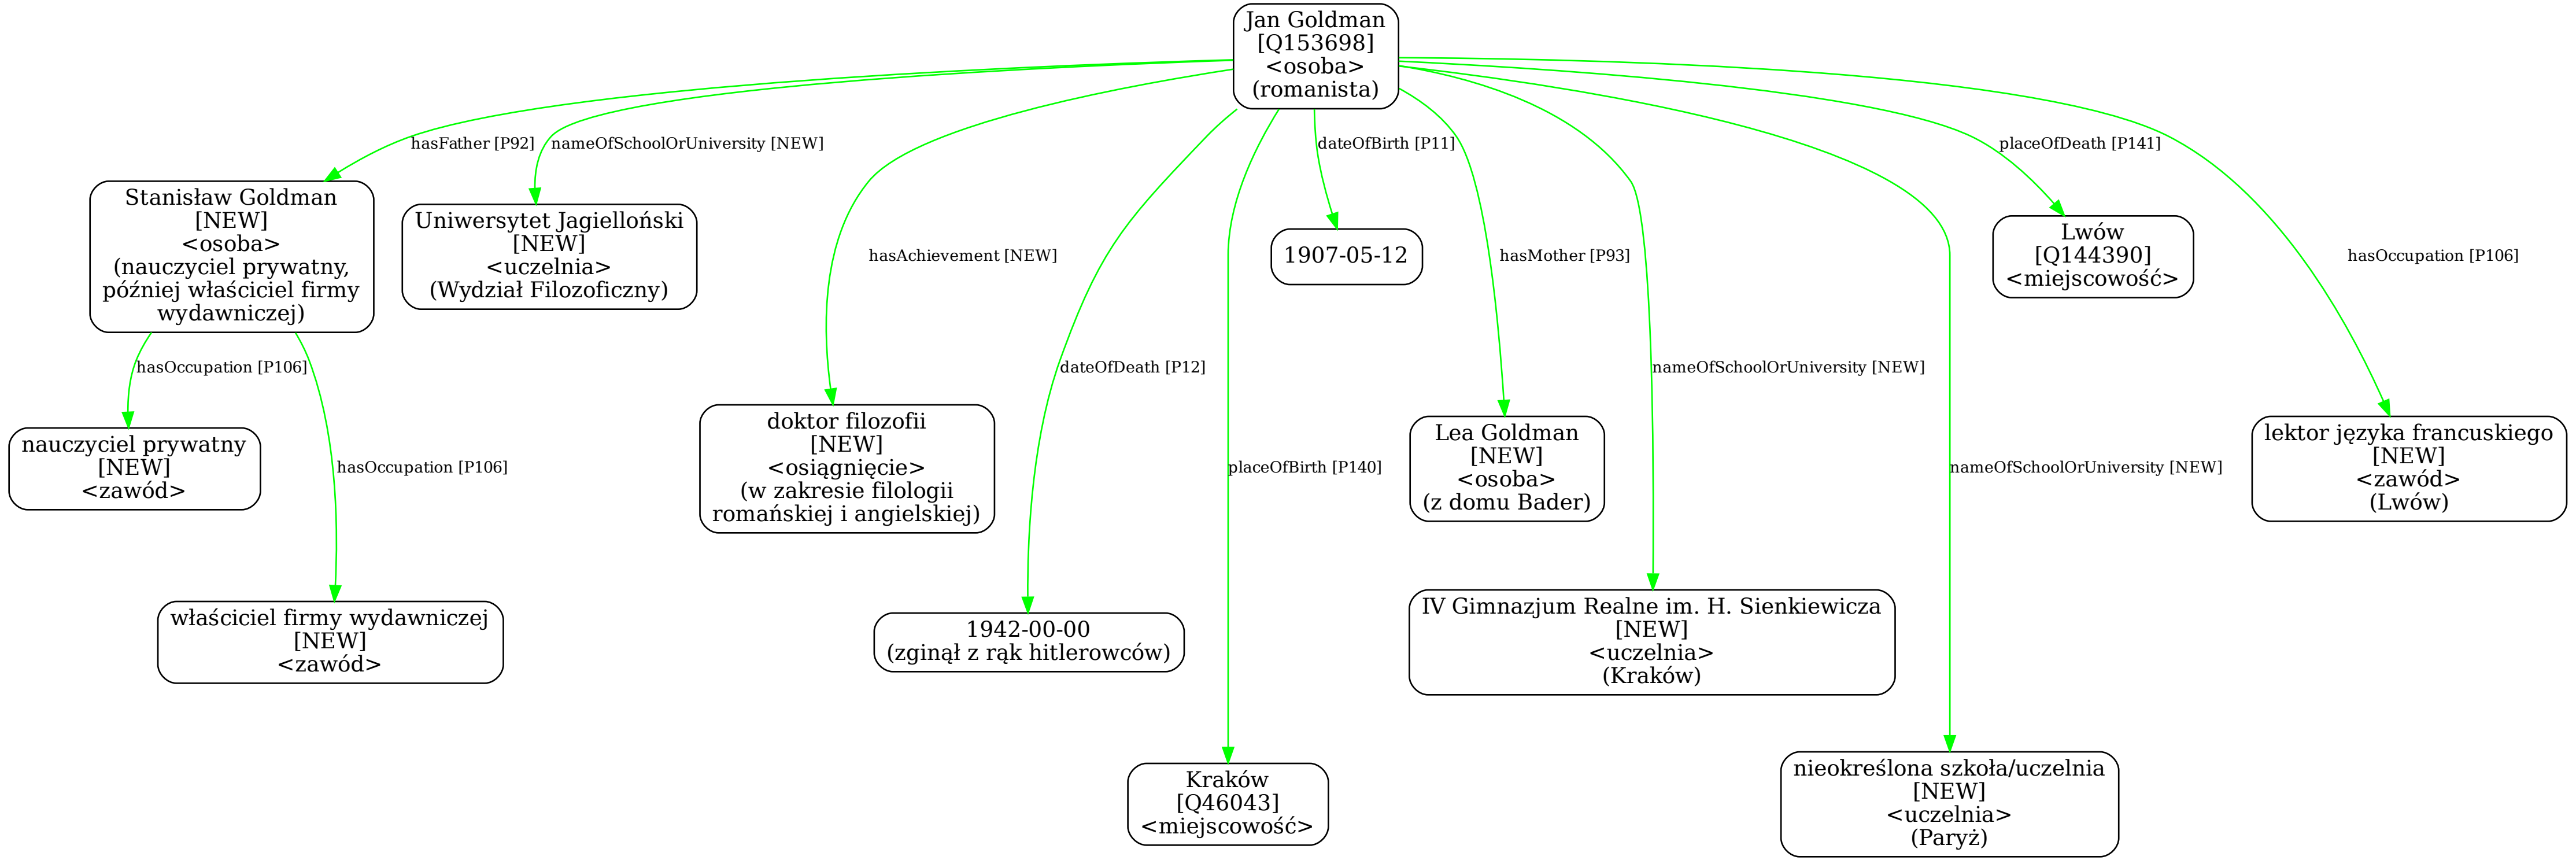 Jan Goldman
[Q153698]
<osoba>
(romanista)
hasFather [P92]
nameOfSchoolOrUniversity [NEW]
dateOfBirth [P11]
placeOfDeath [P141]
Stanisław Goldman
[NEW]
<osoba>
(nauczyciel prywatny,
później właściciel firmy
wydawniczej)
Uniwersytet Jagielloński
[NEW]
<uczelnia>
(Wydział Filozoficzny)
hasAchievement [NEW]
1907-05-12
hasMother [P93]
Lwów
[Q144390]
<miejscowość>
hasOccupation [P106]
hasOccupation [P106]
dateOfDeath [P12]
nameOfSchoolOrUniversity [NEW]
nauczyciel prywatny
[NEW]
<zawód>
hasOccupation [P106]
doktor filozofii
[NEW]
<osiągnięcie>
(w zakresie filologii
romańskiej i angielskiej)
placeOfBirth [P140]
Lea Goldman
[NEW]
<osoba>
(z domu Bader)
nameOfSchoolOrUniversity [NEW]
lektor języka francuskiego
[NEW]
<zawód>
(Lwów)
właściciel firmy wydawniczej
[NEW]
<zawód>
1942-00-00
(zginął z rąk hitlerowców)
IV Gimnazjum Realne im. H. Sienkiewicza
[NEW]
<uczelnia>
(Kraków)
Kraków
[Q46043]
<miejscowość>
nieokreślona szkoła/uczelnia
[NEW]
<uczelnia>
(Paryż)